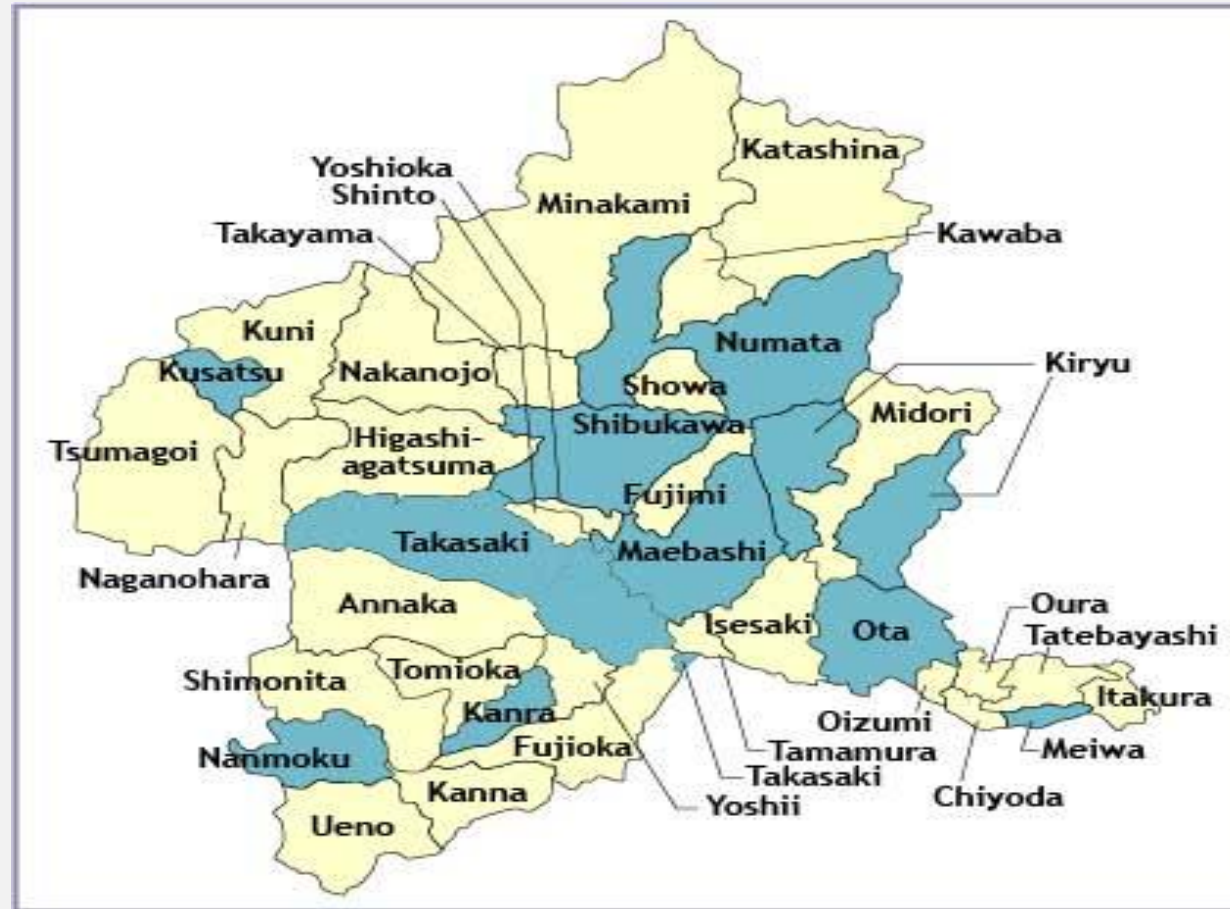 Katashina
Yoshioka
Shinto
Minakami
Takayama
Kawaba
Kuni
Numata
Kiryu
Kusatsu
Nakanojo
Showa
Midori
Shibukawa
Tsumagoi
Higashi-
agatsuma
Fujimi
Takasaki
Maebashi
Naganohara
Annaka
Isesaki
Ota
Oura
Tatebayashi
Shimonita
Tomioka
Itakura
Kanra
Oizumi
Nanmoku
Fujioka
Tamamura
Meiwa
Takasaki
Kanna
Yoshii
Chiyoda
Ueno